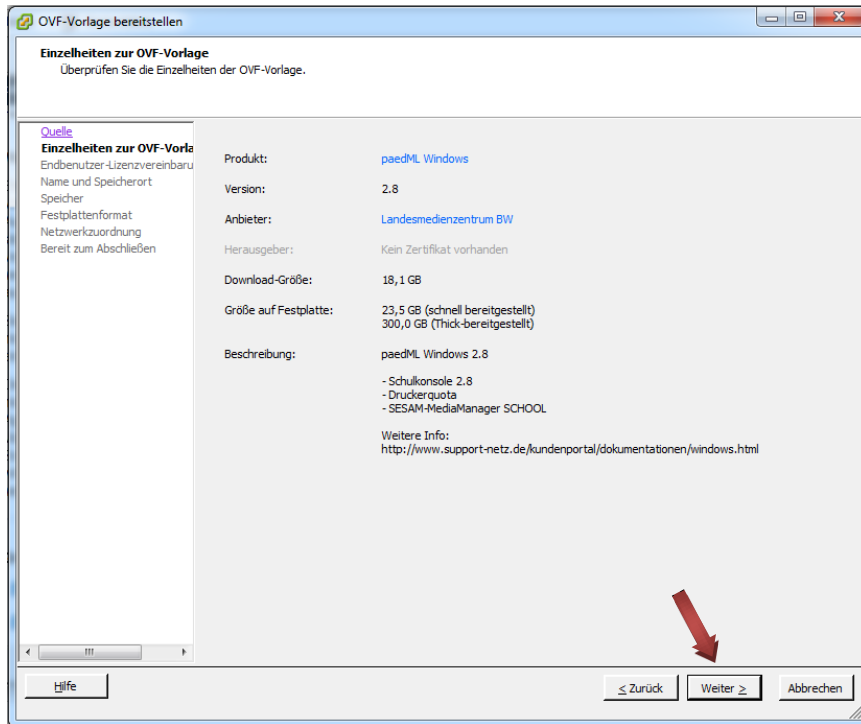 OVF-Vorlage bereitstellen
Einzelheiten zur OVF-Vorlage
Überprüfen Sie die Einzelheiten der OVF-Vorlage.
Quelle
Einzelheiten zur OVF-Vorla
Endbenutzer-Lizenzvereinbaru
Name und Speicherort
Speicher
Festplattenformat
Netzwerkzuordnung
Bereit zum Abschließen
Produkt: paedML Windows
Version: 2.8
Anbieter: Landesmedienzentrum BW
Herausgeber: Kein Zertifikat vorhanden
Download-Größe: 18,1 GB
Größe auf Festplatte: 23,5 GB (schnell bereitgestellt)
300,0 GB (Thick-bereitgestellt)
Beschreibung: paedML Windows 2.8
- Schulkonsole 2.8
- Druckerquota
- SESAM-MediaManager SCHOOL
Weitere Info:
http://www.support-netz.de/kundenportal/dokumentationen/windows.html
Hilfe
< Zurück
Weiter >
Abbrechen